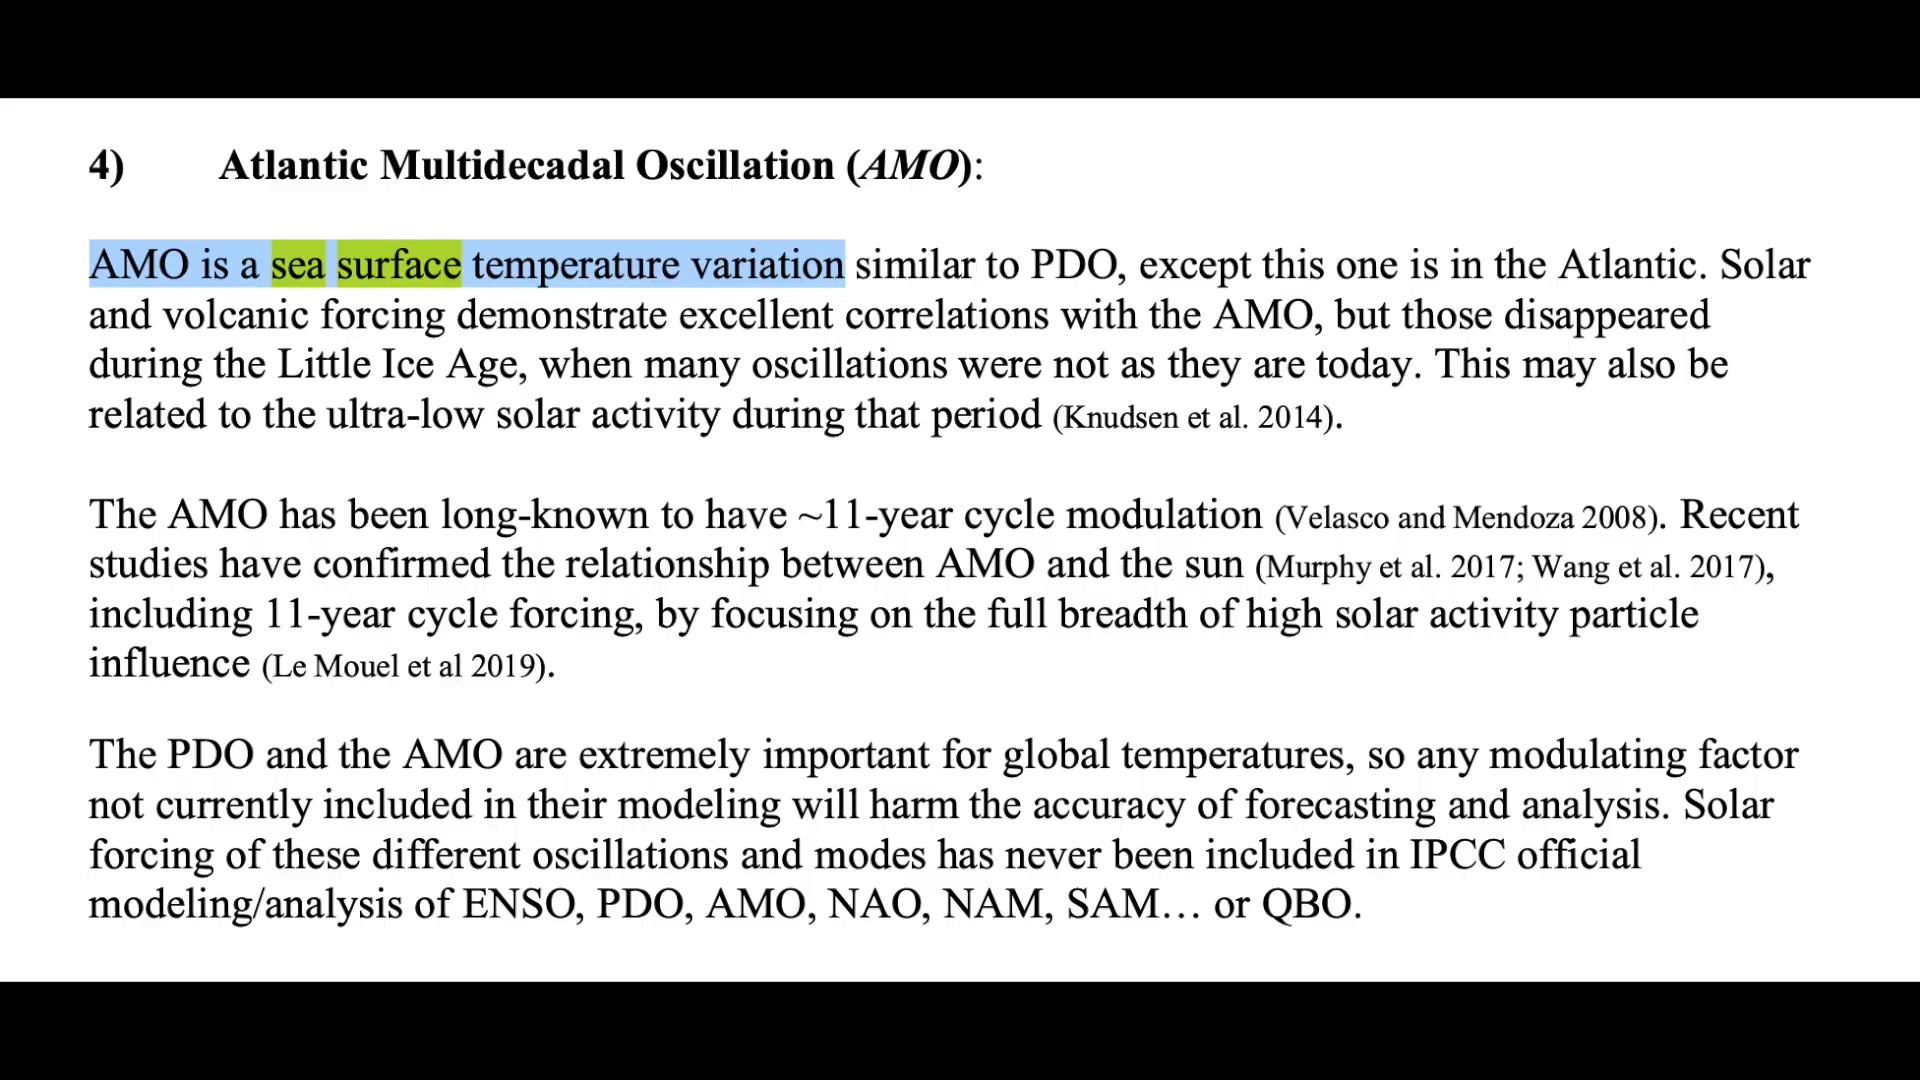 4) Atlantic Multidecadal Oscillation (AMO):
AMO is a sea surface temperature variation similar to PDO, except this one is in the Atlantic. Solar
and volcanic forcing demonstrate excellent correlations with the AMO, but those disappeared
during the Little Ice Age, when many oscillations were not as they are today. This may also be
related to the ultra-low solar activity during that period (Knudsen et al. 2014).
The AMO has been long-known to have ~11-year cycle modulation (Velasco and Mendoza 2008). Recent
studies have confirmed the relationship between AMO and the sun (Murphy et al. 2017; Wang et al. 2017),
including 11-year cycle forcing, by focusing on the full breadth of high solar activity particle
influence (Le Mouel et al 2019).
The PDO and the AMO are extremely important for global temperatures, so any modulating factor
not currently included in their modeling will harm the accuracy of forecasting and analysis. Solar
forcing of these different oscillations and modes has never been included in IPCC official
modeling/analysis of ENSO, PDO, AMO, NAO, NAM, SAM… or QBO.